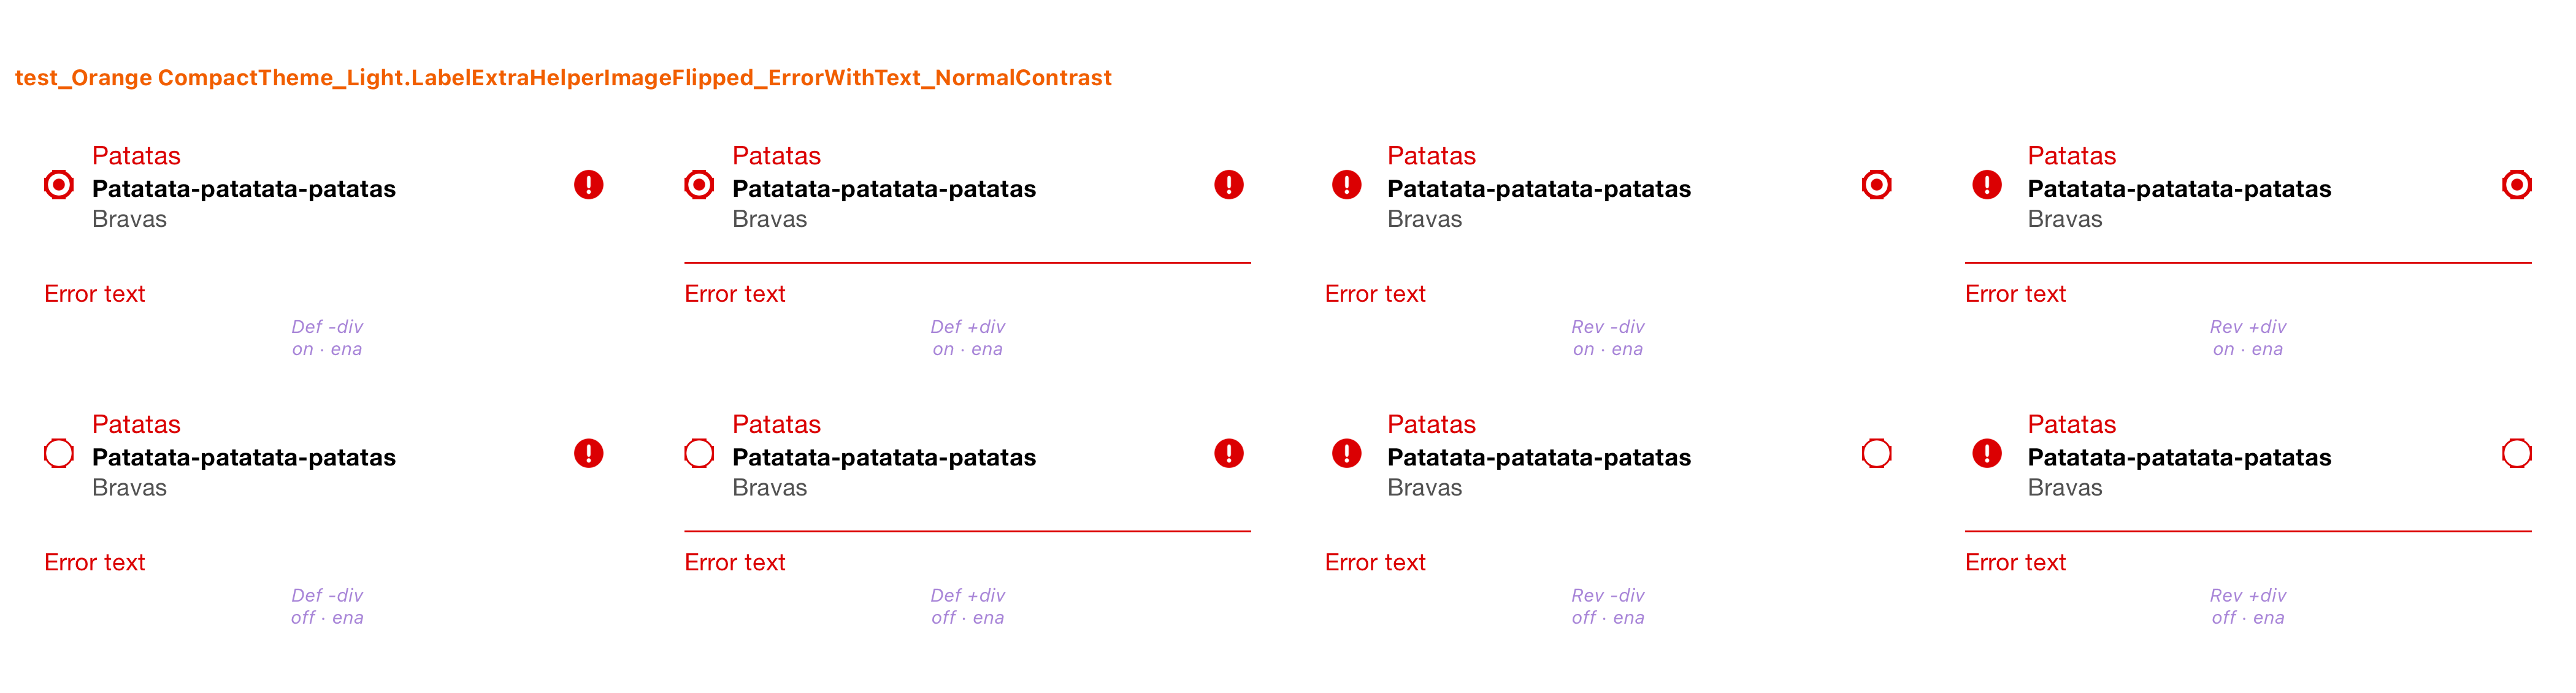 test_Orange CompactTheme_Light.LabelExtraHelperImageFlipped_ErrorWithText_NormalContrast
Patatas
Patatata-patatata-patatas
Bravas
Error text
Def -div
on · ena
Patatas
Patatata-patatata-patatas
Bravas
Error text
Def +div
on · ena
Patatas
Patatata-patatata-patatas
Bravas
Error text
Rev -div
on · ena
Patatas
Patatata-patatata-patatas
Bravas
Error text
Rev +div
on · ena
Patatas
Patatata-patatata-patatas
Bravas
Error text
Def -div
off · ena
Patatas
Patatata-patatata-patatas
Bravas
Error text
Def +div
off · ena
Patatas
Patatata-patatata-patatas
Bravas
Error text
Rev -div
off · ena
Patatas
Patatata-patatata-patatas
Bravas
Error text
Rev +div
off · ena